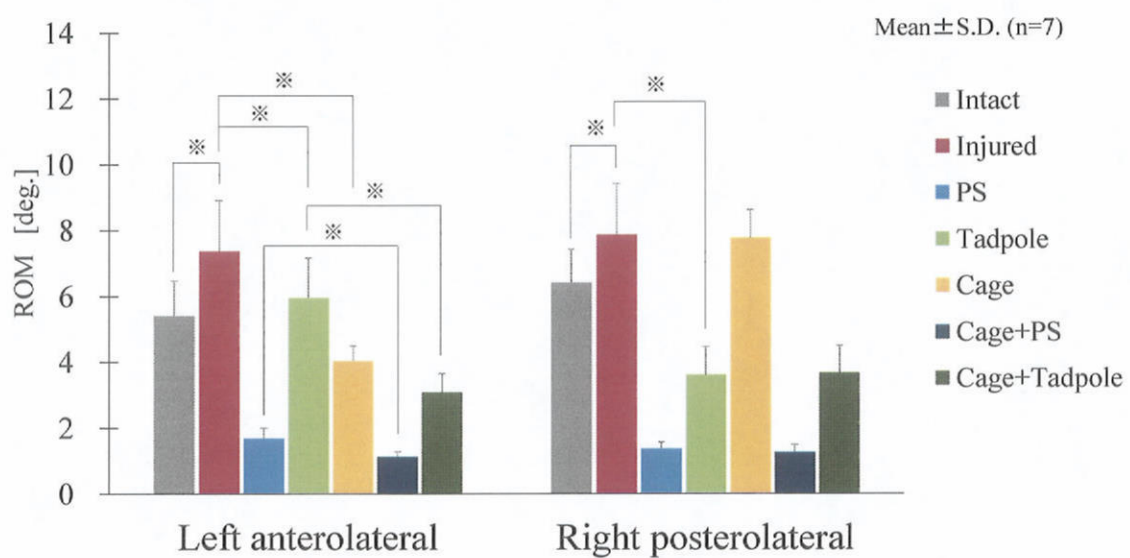 Mean±S.D. (n=7)
ROM [deg.]
14
12
10
8
6
4
2
0
※
※
※
※
※
※
※
Left anterolateral
Right posterolateral
Intact
Injured
PS
Tadpole
Cage
Cage+PS
Cage+Tadpole